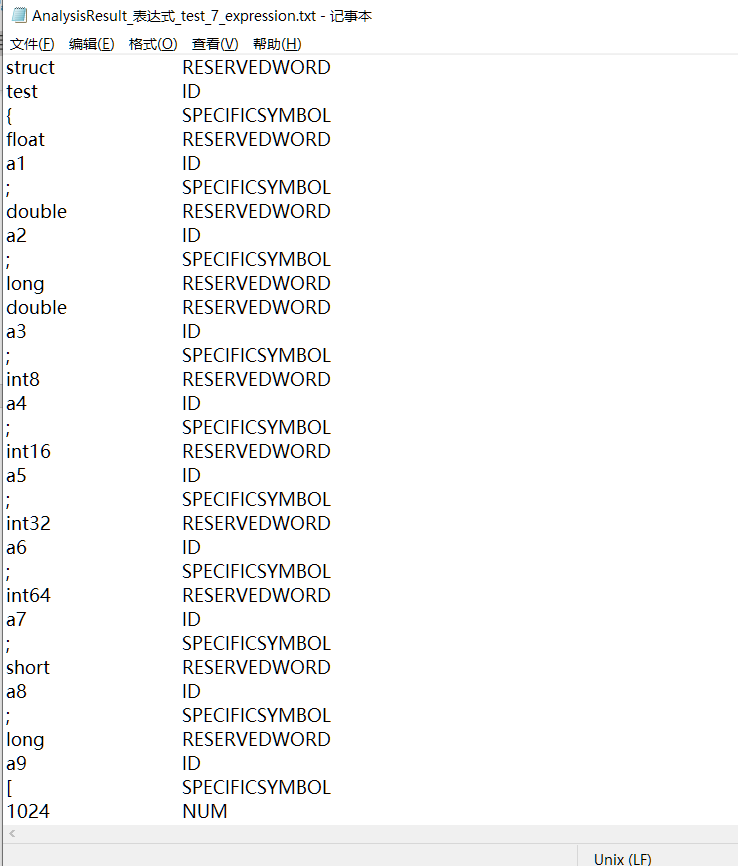 AnalysisResult_表达式_test_7_expression.txt - 记事本
文件(F) 编辑(E) 格式(O) 查看(V) 帮助(H)
struct RESERVEDWORD
test ID
{ SPECIFICSYMBOL
float RESERVEDWORD
a1 ID
; SPECIFICSYMBOL
double RESERVEDWORD
a2 ID
; SPECIFICSYMBOL
long RESERVEDWORD
double RESERVEDWORD
a3 ID
; SPECIFICSYMBOL
int8 RESERVEDWORD
a4 ID
; SPECIFICSYMBOL
int16 RESERVEDWORD
a5 ID
; SPECIFICSYMBOL
int32 RESERVEDWORD
a6 ID
; SPECIFICSYMBOL
int64 RESERVEDWORD
a7 ID
; SPECIFICSYMBOL
short RESERVEDWORD
a8 ID
; SPECIFICSYMBOL
long RESERVEDWORD
a9 ID
[ SPECIFICSYMBOL
1024 NUM
Unix (LF)